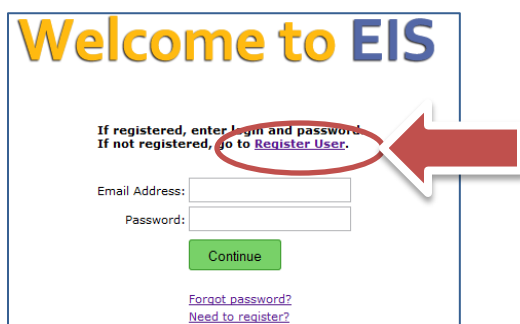 Welcome to EIS
If registered, enter login and password.
If not registered, go to Register User.
Email Address:
Password:
Continue
Forgot password?
Need to register?